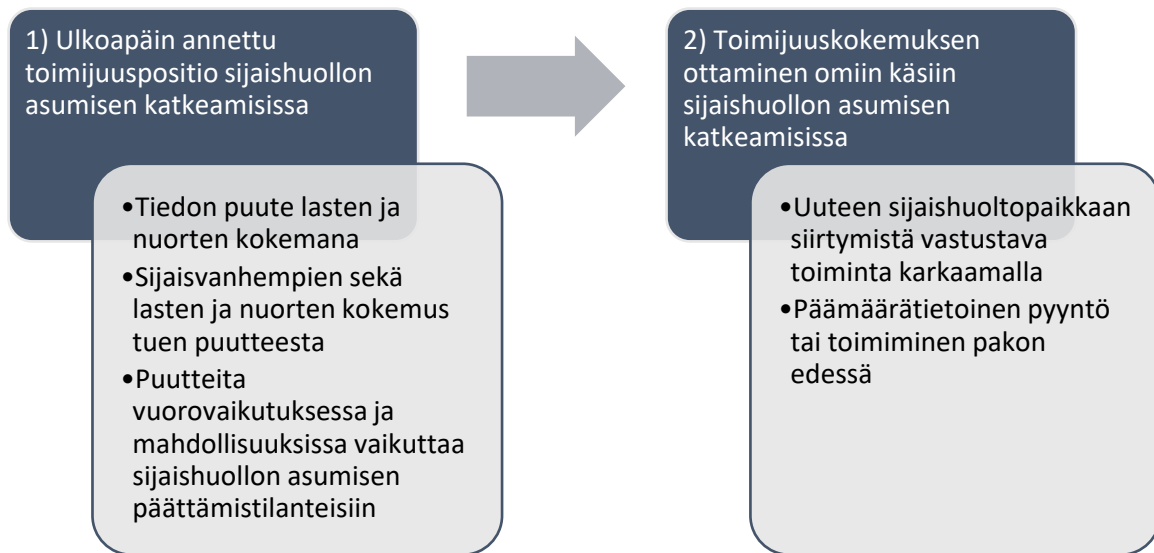 1) Ulkoapäin annettu
toimijuuspositio sijaishuollon
asumisen katkeamisissa
•Tiedon puute lasten ja
nuorten kokemana
•Sijaisvanhempien sekä
lasten ja nuorten kokemus
tuen puutteesta
•Puutteita
vuorovaikutuksessa ja
mahdollisuuksissa vaikuttaa
sijaishuollon asumisen
päättämistilanteisiin
2) Toimijuuskokemuksen
ottaminen omiin käsiin
sijaishuollon asumisen
katkeamisissa
•Uuteen sijaishuoltopaikkaan
siirtymistä vastustava
toiminta karkaamalla
•Päämäärätietoinen pyyntö
tai toimiminen pakon
edessä